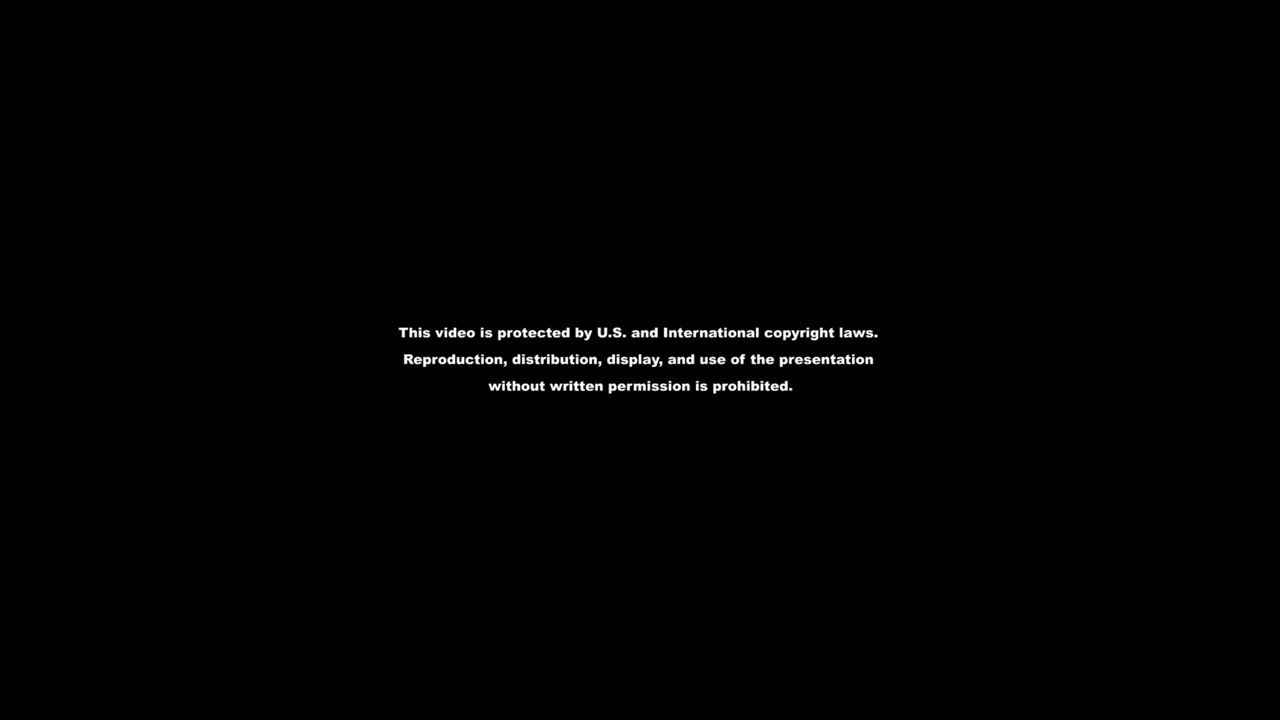 This video is protected by U.S. and International copyright laws.
Reproduction, distribution, display, and use of the presentation
without written permission is prohibited.